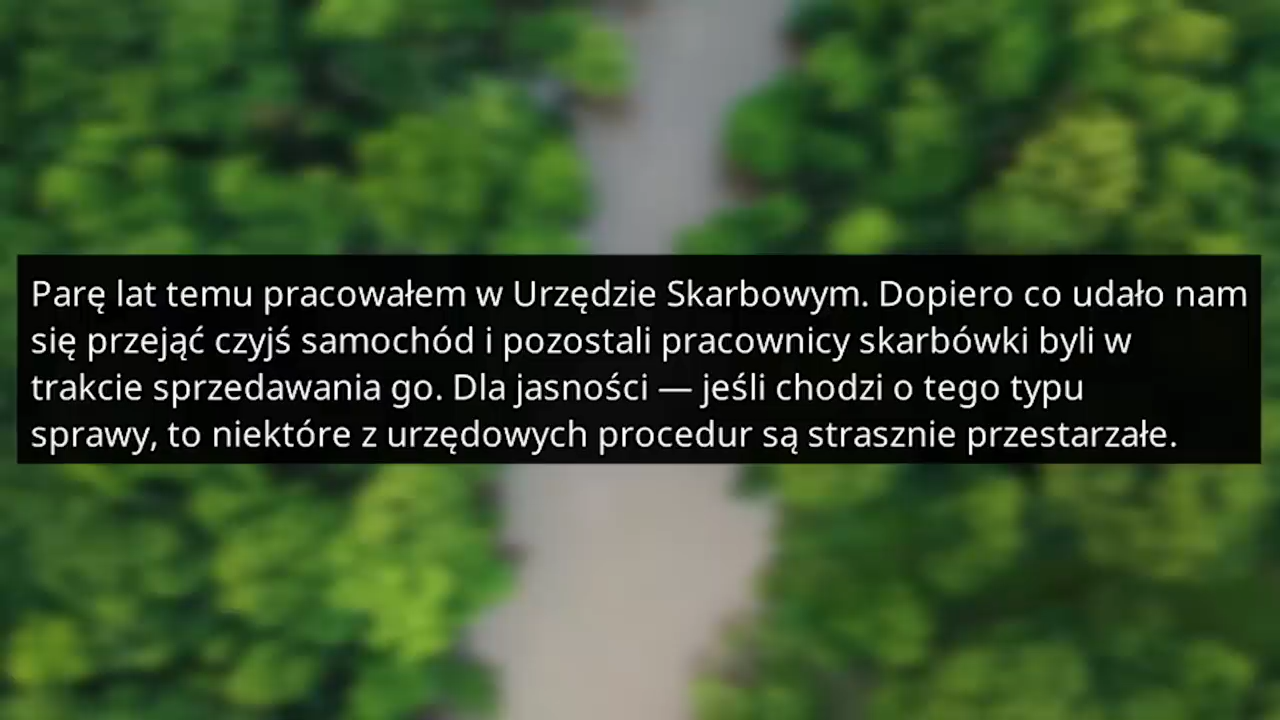 Parę lat temu pracowałem w Urzędzie Skarbowym. Dopiero co udało nam
się przejąć czyjś samochód i pozostali pracownicy skarbówki byli w
trakcie sprzedawania go. Dla jasności — jeśli chodzi o tego typu
sprawy, to niektóre z urzędowych procedur są strasznie przestarzałe.